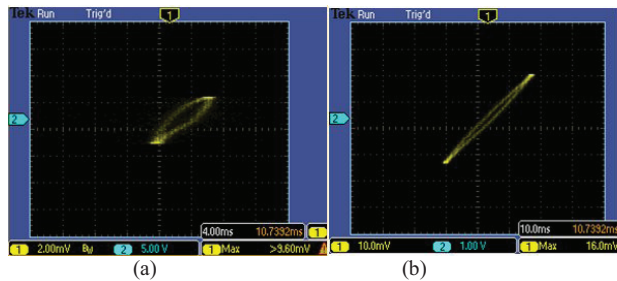 Tek Run Trig'd 1
2
4.00ms 10.7392ms 1
1 2.00mV BW 2 5.00 V 1 Max >9.60mV
(a)
Tek Run Trig'd 1
2
10.0ms 10.7392ms
1 10.0mV 2 1.00 V 1 Max 16.0mV
(b)